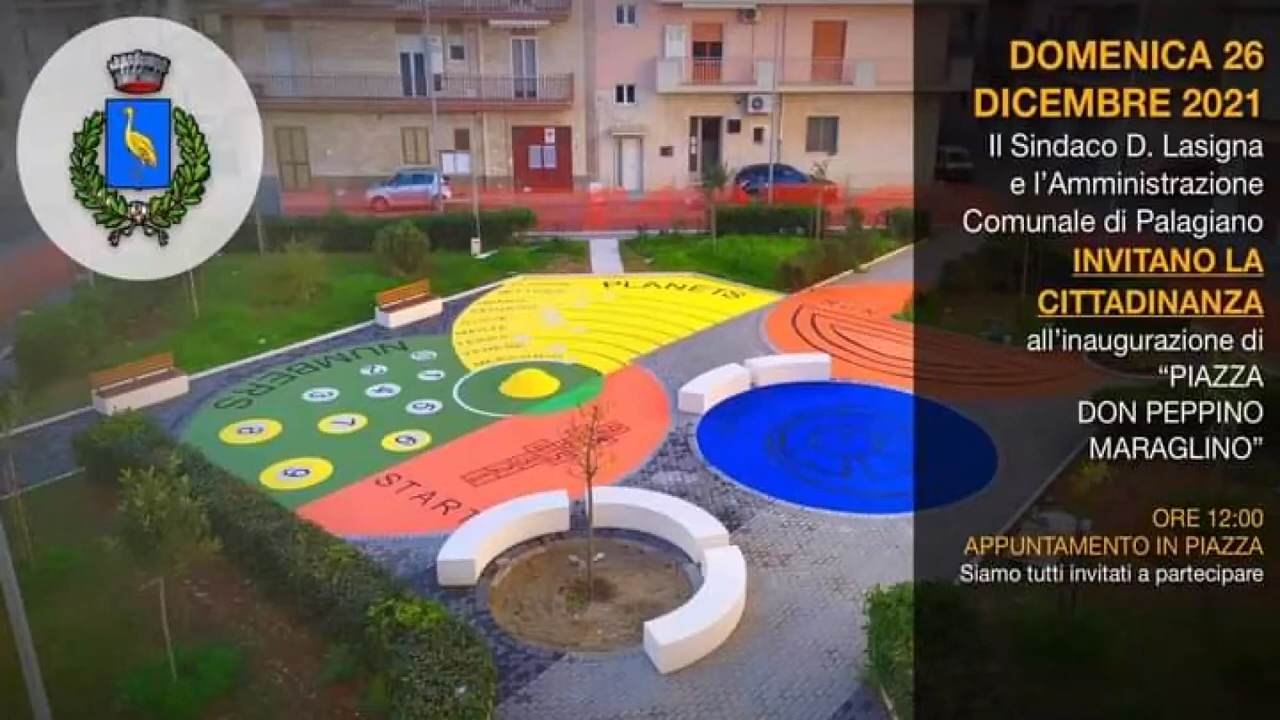 DOMENICA 26
DICEMBRE 2021
Il Sindaco D. Lasigna
e l'Amministrazione
Comunale di Palagiano
INVITANO LA
CITTADINANZA
all'inaugurazione di
“PIAZZA
DON PEPPINO
MARAGLINO”
ORE 12:00
APPUNTAMENTO IN PIAZZA
Siamo tutti invitati a partecipare
PLANETS
NUMBERS
START